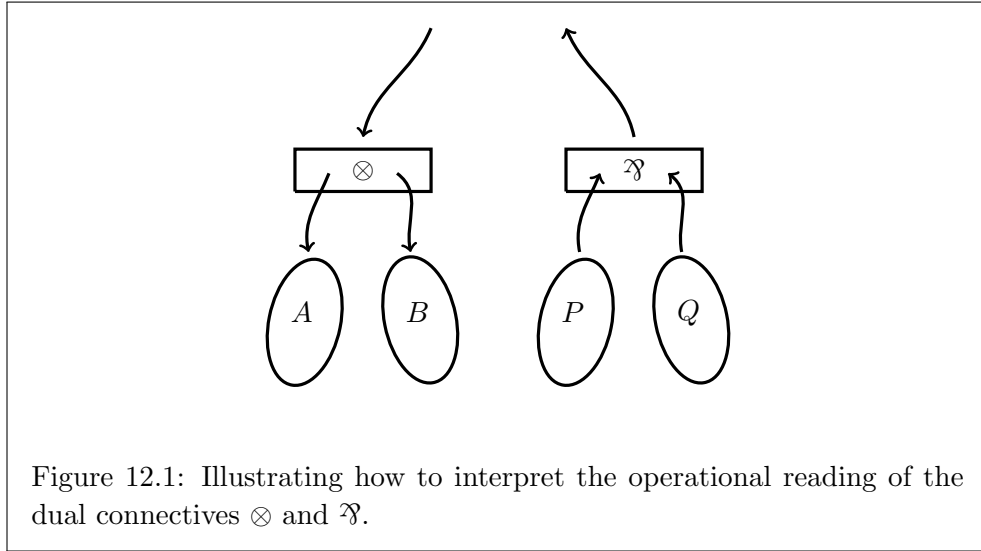 ⊗ ⅋
A B P Q
Figure 12.1: Illustrating how to interpret the operational reading of the
dual connectives ⊗ and ⅋.